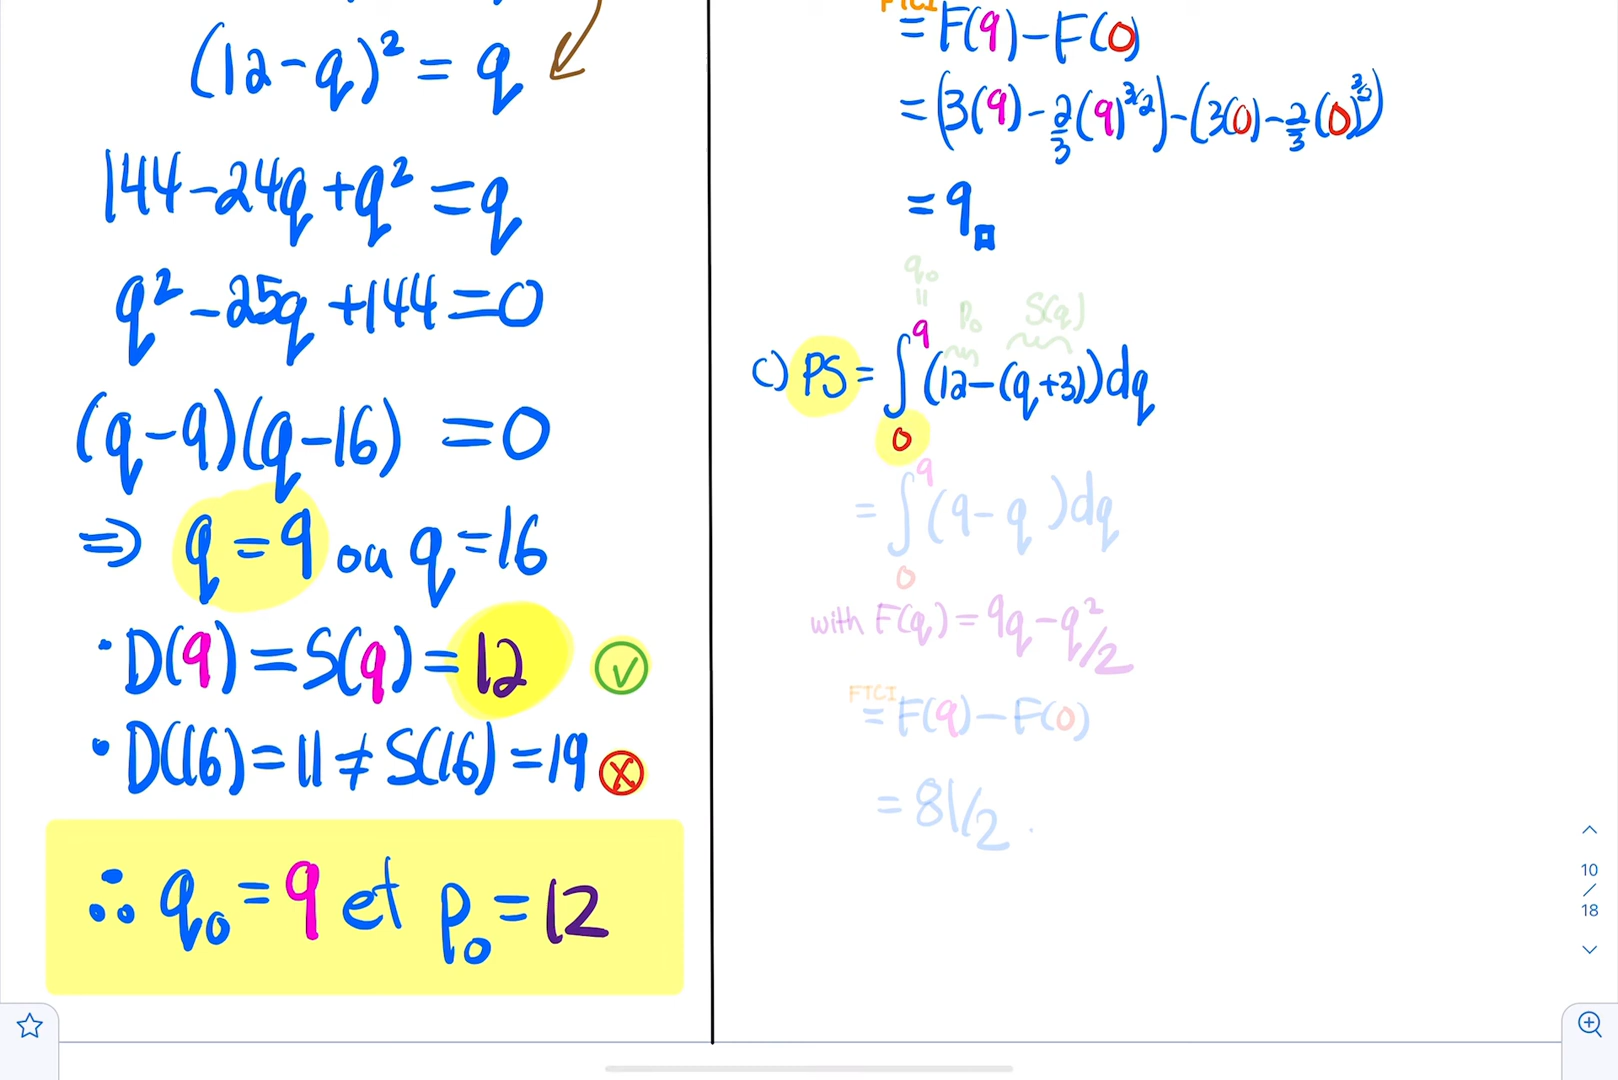 (12-q)² = q
144-24q+q² = q
q²-25q+144=0
(q-9)(q-16) = 0
⇒ q=9 ou q=16
• D(9) = S(9) = 12 ✓
• D(16) = 11 ≠ S(16) = 19 X
∴ q₀ = 9 et p₀ = 12
FTCI
= F(9) - F(0)
= (3(9) - 2/3 (9)^3/2) - (3(0) - 2/3 (0)^3/2)
= 9
q₀
=
P₀ S(q)
c) PS = ∫₀⁹ (12-(q+3))dq
= ∫₀⁹ (9-q)dq
with F(q) = 9q - q²/2
FTCI
= F(9) - F(0)
= 81/2.
10
/
18